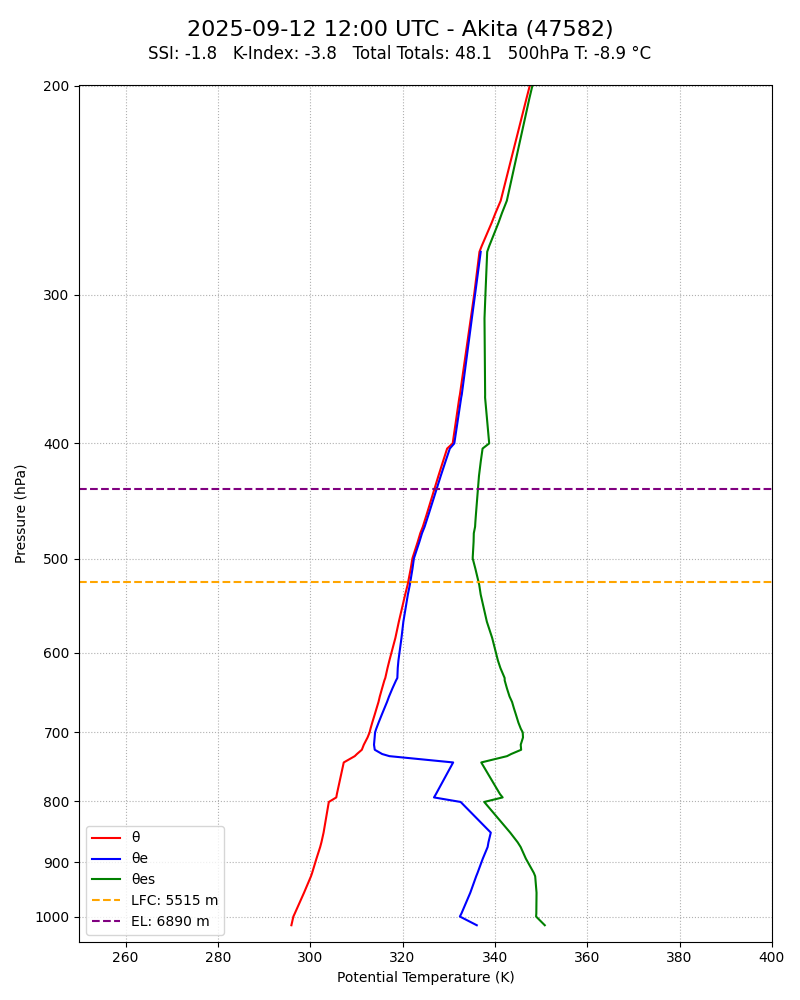 2025-09-12 12:00 UTC - Akita (47582)
SSI: -1.8   K-Index: -3.8   Total Totals: 48.1   500hPa T: -8.9 °C
200
300
400
500
600
700
800
900
1000
Pressure (hPa)
θ
θe
θes
LFC: 5515 m
EL: 6890 m
260 280 300 320 340 360 380 400
Potential Temperature (K)